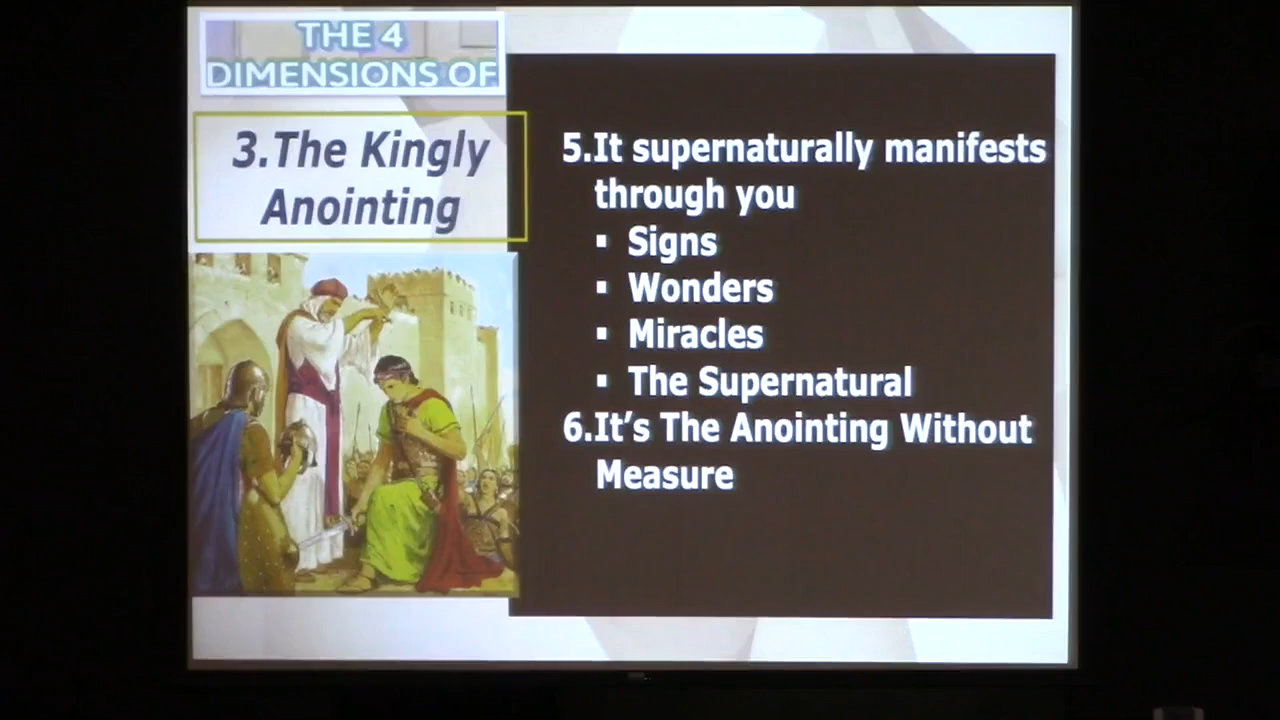 THE 4
DIMENSIONS OF
3.The Kingly
Anointing
5.It supernaturally manifests
through you
▪ Signs
▪ Wonders
▪ Miracles
▪ The Supernatural
6.It’s The Anointing Without
Measure